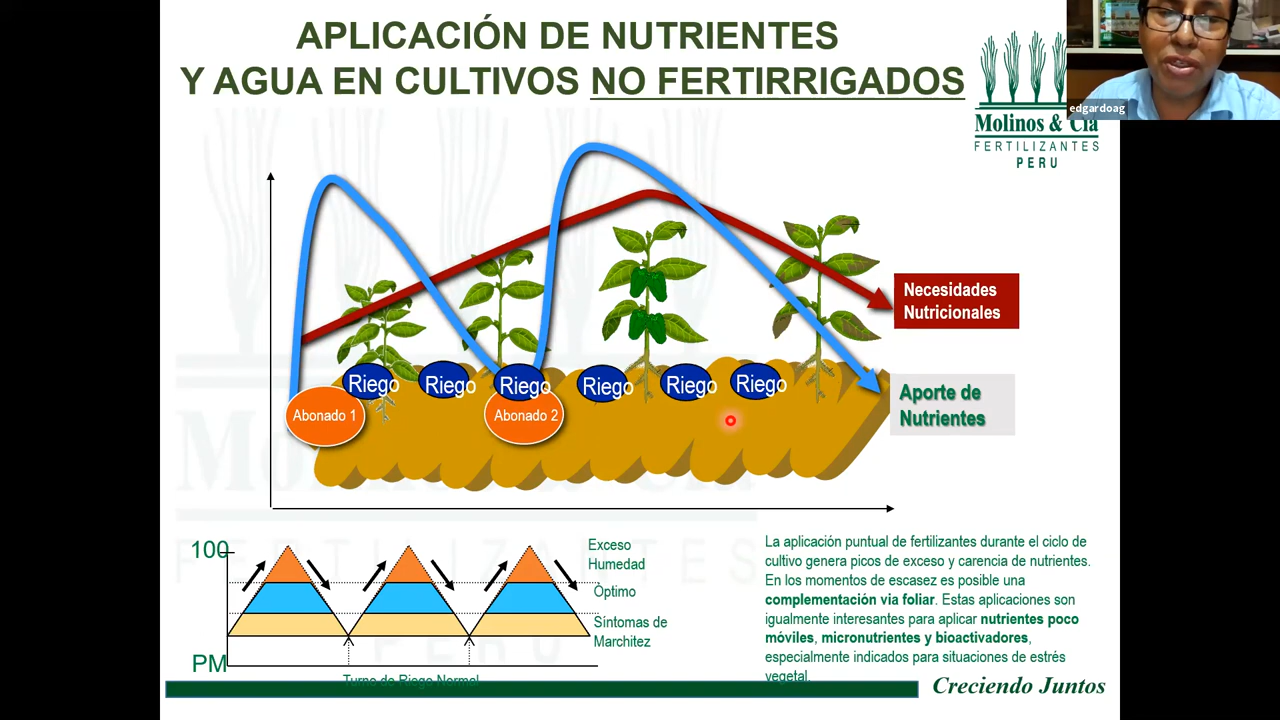 APLICACIÓN DE NUTRIENTES
Y AGUA EN CULTIVOS NO FERTIRRIGADOS
edgardoag
Molinos & Cía
FERTILIZANTES
PERU
Necesidades
Nutricionales
Riego
Riego
Riego
Riego
Riego
Riego
Abonado 1
Abonado 2
Aporte de
Nutrientes
100
PM
Exceso
Humedad
Óptimo
Síntomas de
Marchitez
Turno de Riego Normal
La aplicación puntual de fertilizantes durante el ciclo de
cultivo genera picos de exceso y carencia de nutrientes.
En los momentos de escasez es posible una
complementación vía foliar. Estas aplicaciones son
igualmente interesantes para aplicar nutrientes poco
móviles, micronutrientes y bioactivadores,
especialmente indicados para situaciones de estrés
vegetal.
Creciendo Juntos